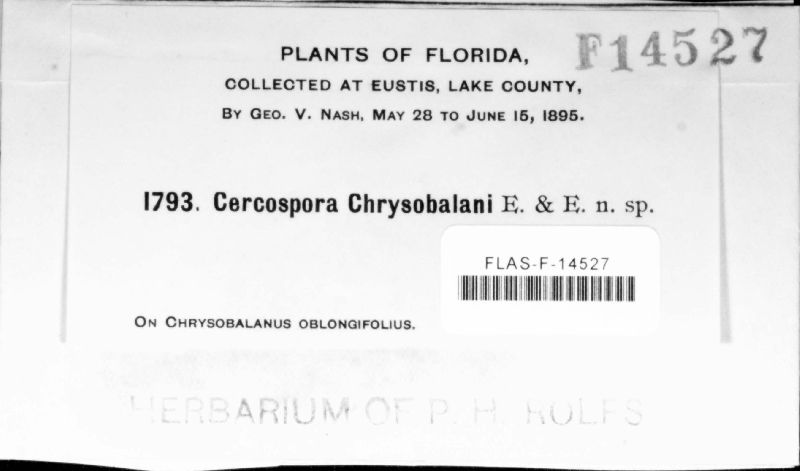 PLANTS OF FLORIDA,
F14527
COLLECTED AT EUSTIS, LAKE COUNTY,
BY GEO. V. NASH, MAY 28 TO JUNE 15, 1895.
1793. Cercospora Chrysobalani E. & E. n. sp.
FLAS-F-14527
ON CHRYSOBALANUS OBLONGIFOLIUS.
HERBARIUM OF P. H. ROLFS